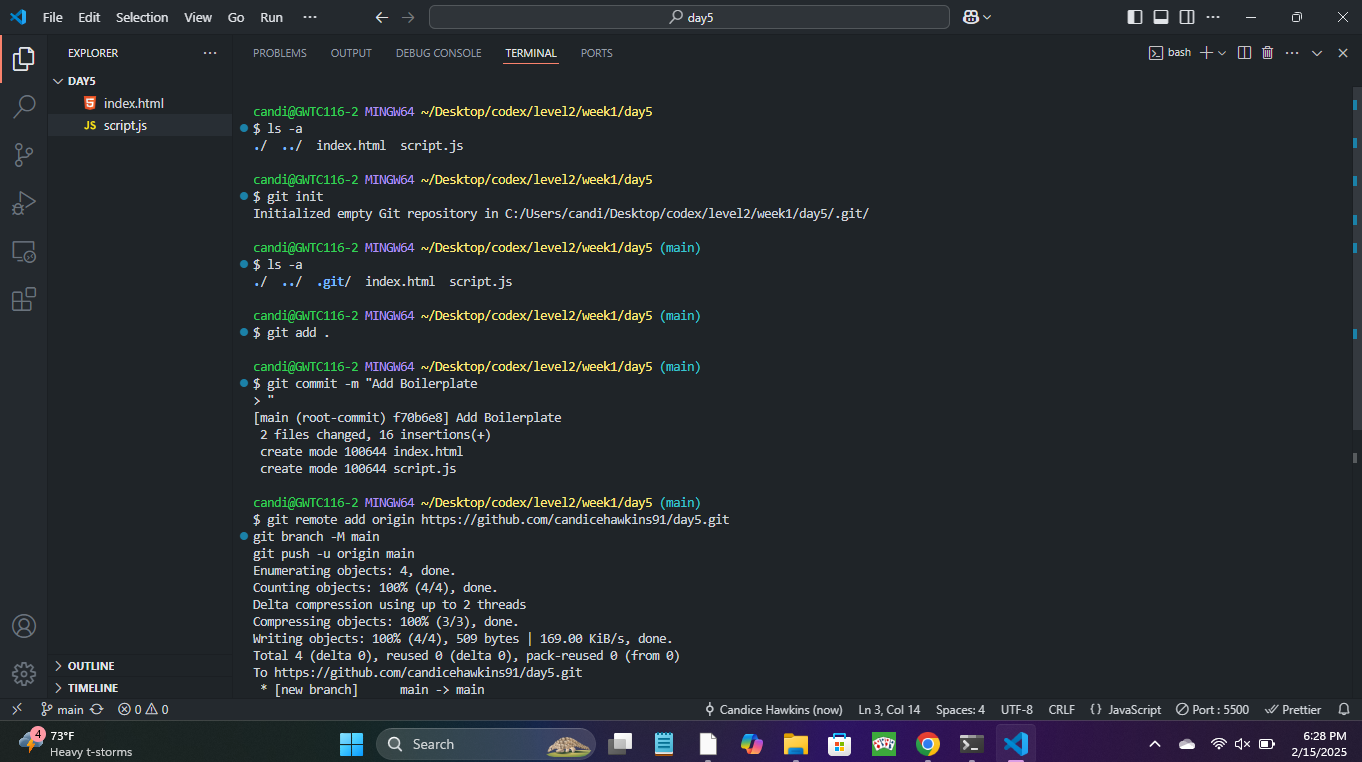 File Edit Selection View Go Run ··· day5
EXPLORER ···
DAY5
index.html
JS script.js
OUTLINE
TIMELINE
PROBLEMS OUTPUT DEBUG CONSOLE TERMINAL PORTS bash ···
candi@GWTC116-2 MINGW64 ~/Desktop/codex/level2/week1/day5
$ ls -a
./ ../ index.html script.js
candi@GWTC116-2 MINGW64 ~/Desktop/codex/level2/week1/day5
$ git init
Initialized empty Git repository in C:/Users/candi/Desktop/codex/level2/week1/day5/.git/
candi@GWTC116-2 MINGW64 ~/Desktop/codex/level2/week1/day5 (main)
$ ls -a
./ ../ .git/ index.html script.js
candi@GWTC116-2 MINGW64 ~/Desktop/codex/level2/week1/day5 (main)
$ git add .
candi@GWTC116-2 MINGW64 ~/Desktop/codex/level2/week1/day5 (main)
$ git commit -m "Add Boilerplate
> "
[main (root-commit) f70b6e8] Add Boilerplate
2 files changed, 16 insertions(+)
create mode 100644 index.html
create mode 100644 script.js
candi@GWTC116-2 MINGW64 ~/Desktop/codex/level2/week1/day5 (main)
$ git remote add origin https://github.com/candicehawkins91/day5.git
git branch -M main
git push -u origin main
Enumerating objects: 4, done.
Counting objects: 100% (4/4), done.
Delta compression using up to 2 threads
Compressing objects: 100% (3/3), done.
Writing objects: 100% (4/4), 509 bytes | 169.00 KiB/s, done.
Total 4 (delta 0), reused 0 (delta 0), pack-reused 0 (from 0)
To https://github.com/candicehawkins91/day5.git
* [new branch] main -> main
main 0 0 Candice Hawkins (now) Ln 3, Col 14 Spaces: 4 UTF-8 CRLF {} JavaScript Port : 5500 Prettier
4 73°F
Heavy t-storms
Search
6:28 PM
2/15/2025